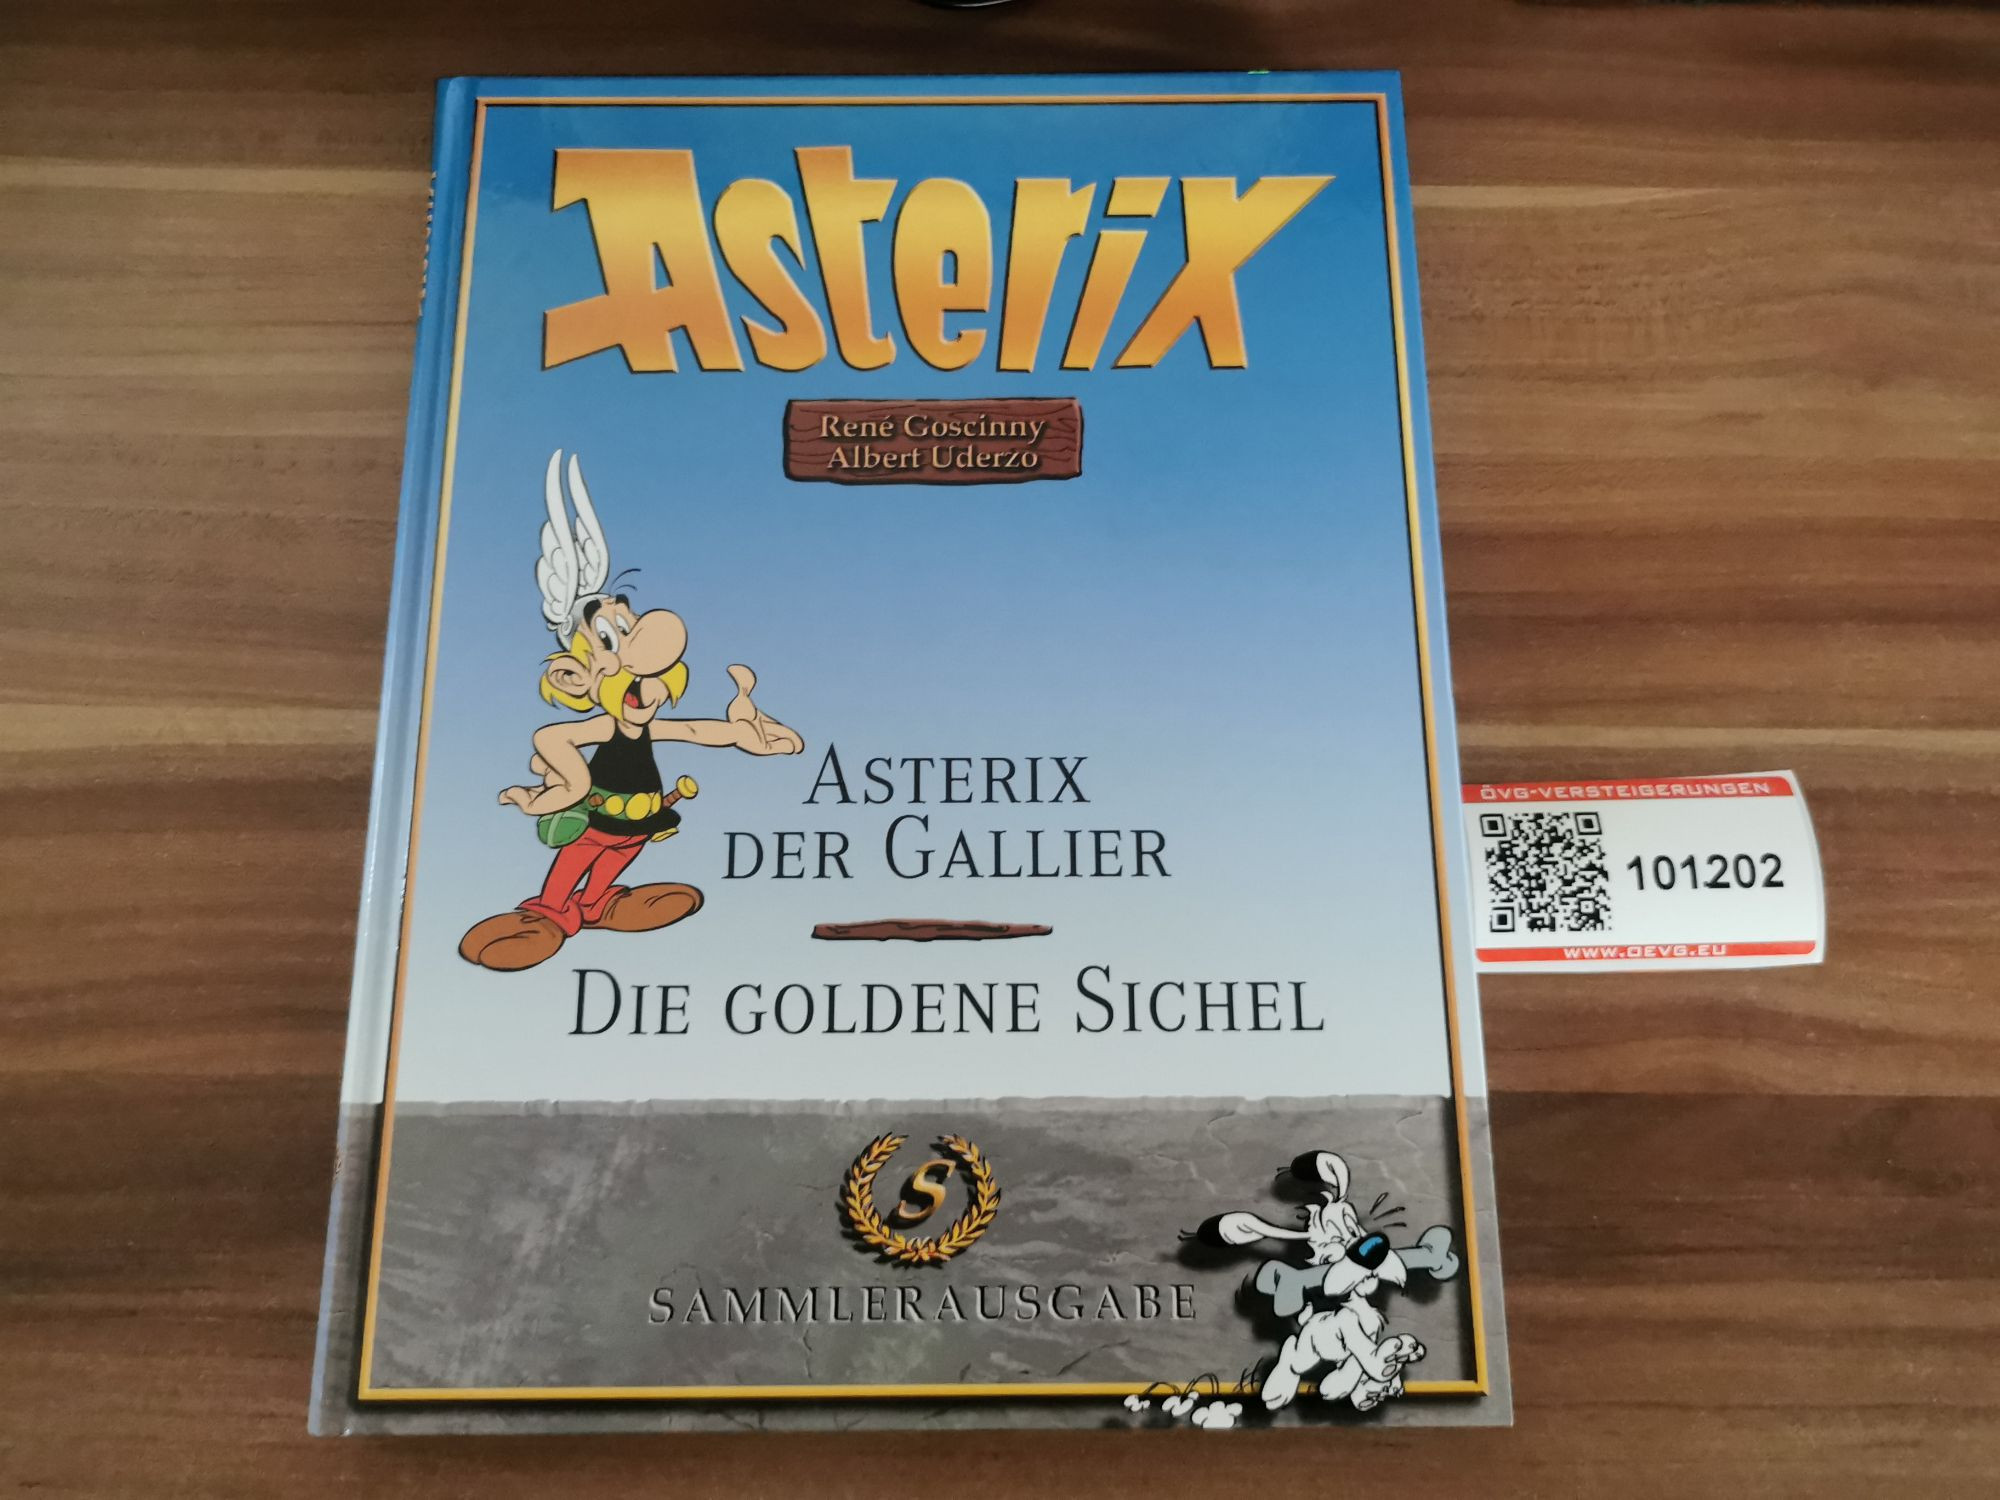 Asterix
René Goscinny
Albert Uderzo
ASTERIX
DER GALLIER
DIE GOLDENE SICHEL
S
SAMMLERAUSGABE
ÖVG-VERSTEIGERUNGEN
101202
WWW.OEVG.EU